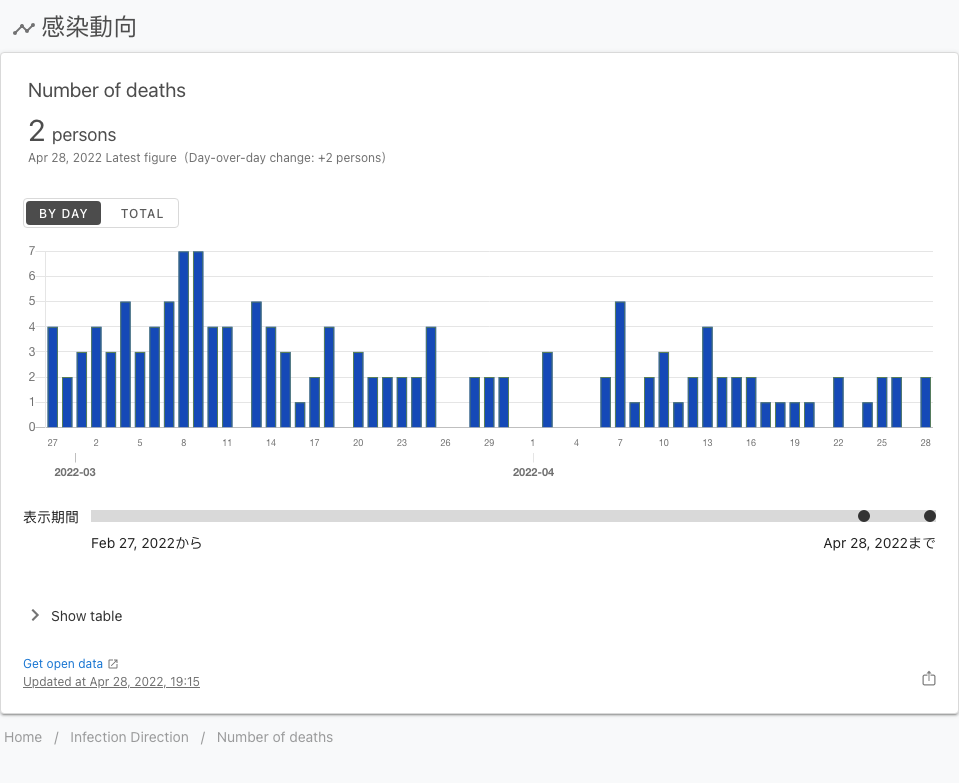 感染動向
Number of deaths
2 persons
Apr 28, 2022 Latest figure (Day-over-day change: +2 persons)
BY DAY TOTAL
7
6
5
4
3
2
1
0
27 2 5 8 11 14 17 20 23 26 29 1 4 7 10 13 16 19 22 25 28
2022-03 2022-04
表示期間
Feb 27, 2022から Apr 28, 2022まで
Show table
Get open data
Updated at Apr 28, 2022, 19:15
Home / Infection Direction / Number of deaths